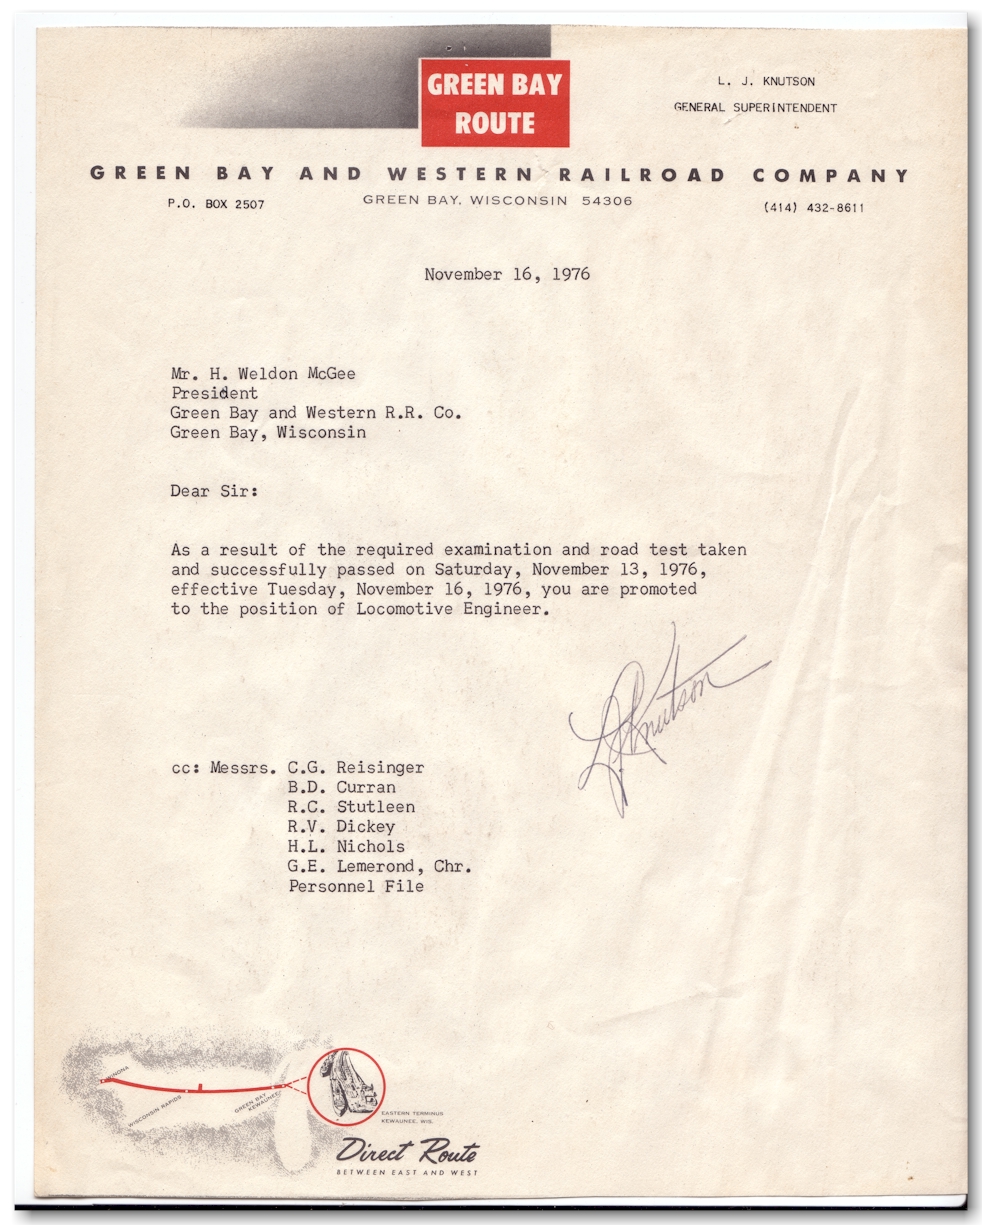 GREEN BAY
ROUTE
L. J. KNUTSON
GENERAL SUPERINTENDENT
GREEN BAY AND WESTERN RAILROAD COMPANY
P.O. BOX 2507
GREEN BAY, WISCONSIN 54306
(414) 432-8611
November 16, 1976
Mr. H. Weldon McGee
President
Green Bay and Western R.R. Co.
Green Bay, Wisconsin
Dear Sir:
As a result of the required examination and road test taken
and successfully passed on Saturday, November 13, 1976,
effective Tuesday, November 16, 1976, you are promoted
to the position of Locomotive Engineer.
L J Knutson
cc: Messrs. C.G. Reisinger
B.D. Curran
R.C. Stutleen
R.V. Dickey
H.L. Nichols
G.E. Lemerond, Chr.
Personnel File
WINONA
WISCONSIN RAPIDS
GREEN BAY
KEWAUNEE
EASTERN TERMINUS
KEWAUNEE, WIS.
Direct Route
BETWEEN EAST AND WEST